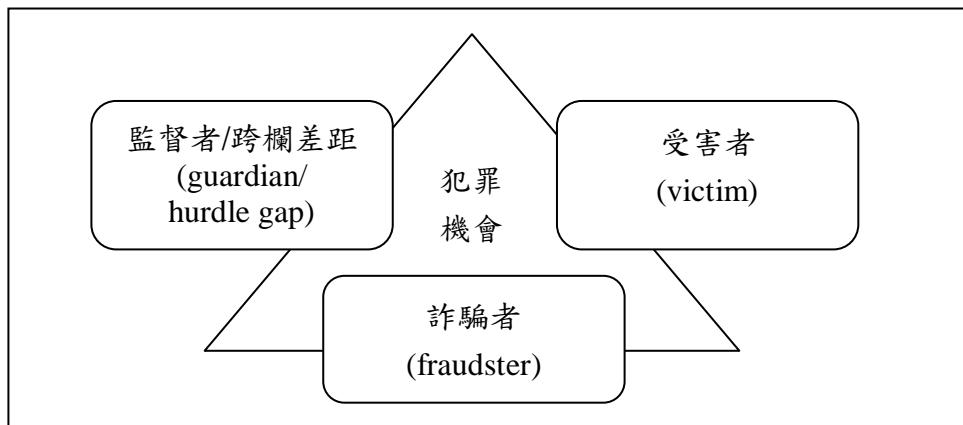 監督者/跨欄差距
(guardian/
hurdle gap)
犯罪
機會
受害者
(victim)
詐騙者
(fraudster)